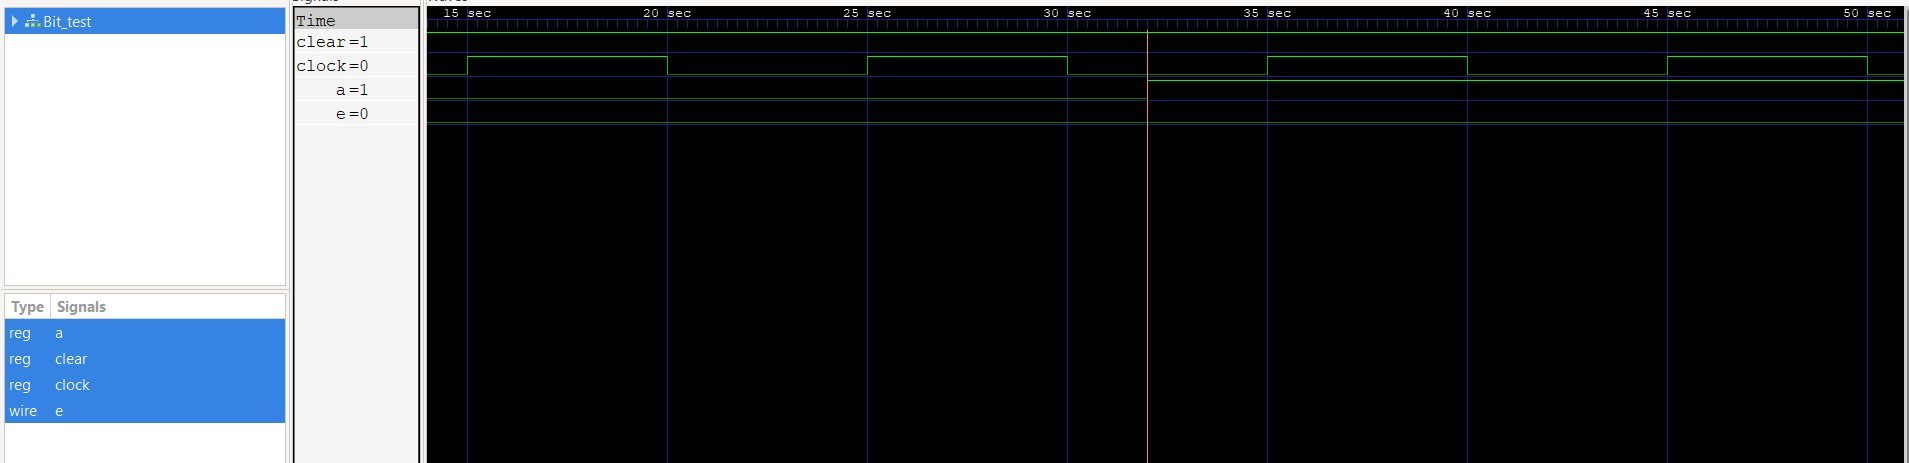 Bit_test
Type Signals
reg a
reg clear
reg clock
wire e
Time
clear=1
clock=0
a=1
e=0
15 sec 20 sec 25 sec 30 sec 35 sec 40 sec 45 sec 50 sec